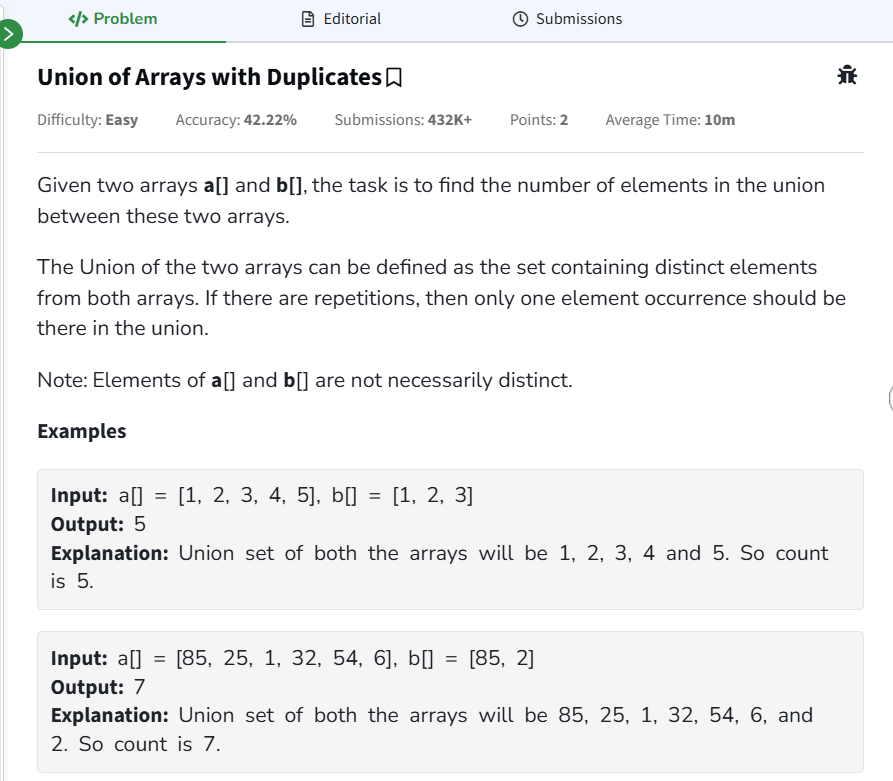 </> Problem
Editorial
Submissions
Union of Arrays with Duplicates
Difficulty: Easy Accuracy: 42.22% Submissions: 432K+ Points: 2 Average Time: 10m
Given two arrays a[] and b[], the task is to find the number of elements in the union
between these two arrays.
The Union of the two arrays can be defined as the set containing distinct elements
from both arrays. If there are repetitions, then only one element occurrence should be
there in the union.
Note: Elements of a[] and b[] are not necessarily distinct.
Examples
Input: a[] = [1, 2, 3, 4, 5], b[] = [1, 2, 3]
Output: 5
Explanation: Union set of both the arrays will be 1, 2, 3, 4 and 5. So count
is 5.
Input: a[] = [85, 25, 1, 32, 54, 6], b[] = [85, 2]
Output: 7
Explanation: Union set of both the arrays will be 85, 25, 1, 32, 54, 6, and
2. So count is 7.